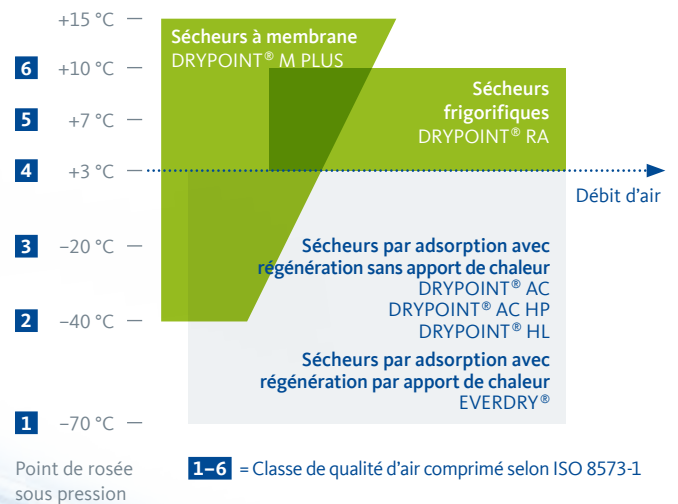 +15 °C
Sécheurs à membrane
DRYPOINT® M PLUS
6 +10 °C
Sécheurs
frigorifiques
DRYPOINT® RA
5 +7 °C
4 +3 °C
Débit d'air
3 −20 °C
Sécheurs par adsorption avec
régénération sans apport de chaleur
DRYPOINT® AC
DRYPOINT® AC HP
DRYPOINT® HL
2 −40 °C
Sécheurs par adsorption avec
régénération par apport de chaleur
EVERDRY®
1 −70 °C
Point de rosée
sous pression
1–6 = Classe de qualité d'air comprimé selon ISO 8573-1